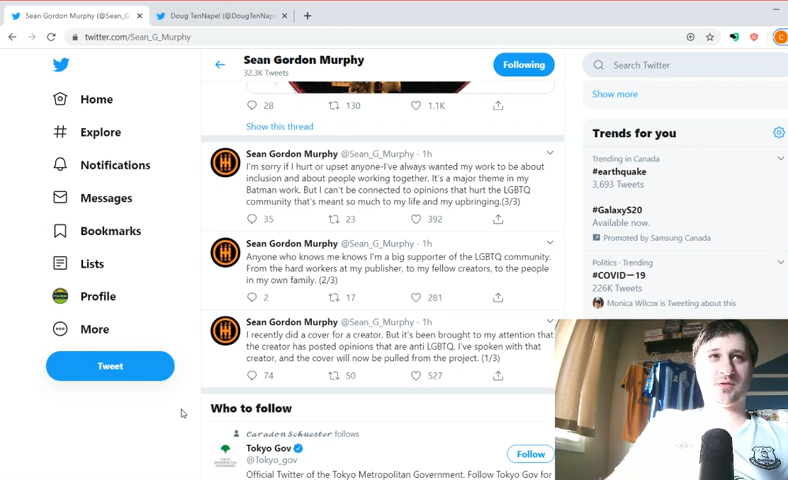 Sean Gordon Murphy (@Sean_G_
Doug TenNapel (@DougTenNap
twitter.com/Sean_G_Murphy
Home
Explore
Notifications
Messages
Bookmarks
Lists
Profile
More
Tweet
Sean Gordon Murphy
32.3K Tweets
Following
28
130
1.1K
Show this thread
Sean Gordon Murphy @Sean_G_Murphy · 1h
I'm sorry if I hurt or upset anyone-I've always wanted my work to be about
inclusion and about people working together. It's a major theme in my
Batman work. But I can't be connected to opinions that hurt the LGBTQ
community that's meant so much to my life and my upbringing.(3/3)
35
23
392
Sean Gordon Murphy @Sean_G_Murphy · 1h
Anyone who knows me knows I'm a big supporter of the LGBTQ community.
From the hard workers at my publisher, to my fellow creators, to the people
in my own family. (2/3)
2
17
281
Sean Gordon Murphy @Sean_G_Murphy · 1h
I recently did a cover for a creator. But it's been brought to my attention that
the creator has posted opinions that are anti LGBTQ. I've spoken with that
creator, and the cover will now be pulled from the project. (1/3)
74
50
527
Who to follow
Caradon Schuester follows
Tokyo Gov
@Tokyo_gov
Follow
Official Twitter of the Tokyo Metropolitan Government. Follow Tokyo Gov for
Search Twitter
Show more
Trends for you
Trending in Canada
#earthquake
3,693 Tweets
#GalaxyS20
Available now.
Promoted by Samsung Canada
Politics · Trending
#COVID—19
226K Tweets
Monica Wilcox is Tweeting about this